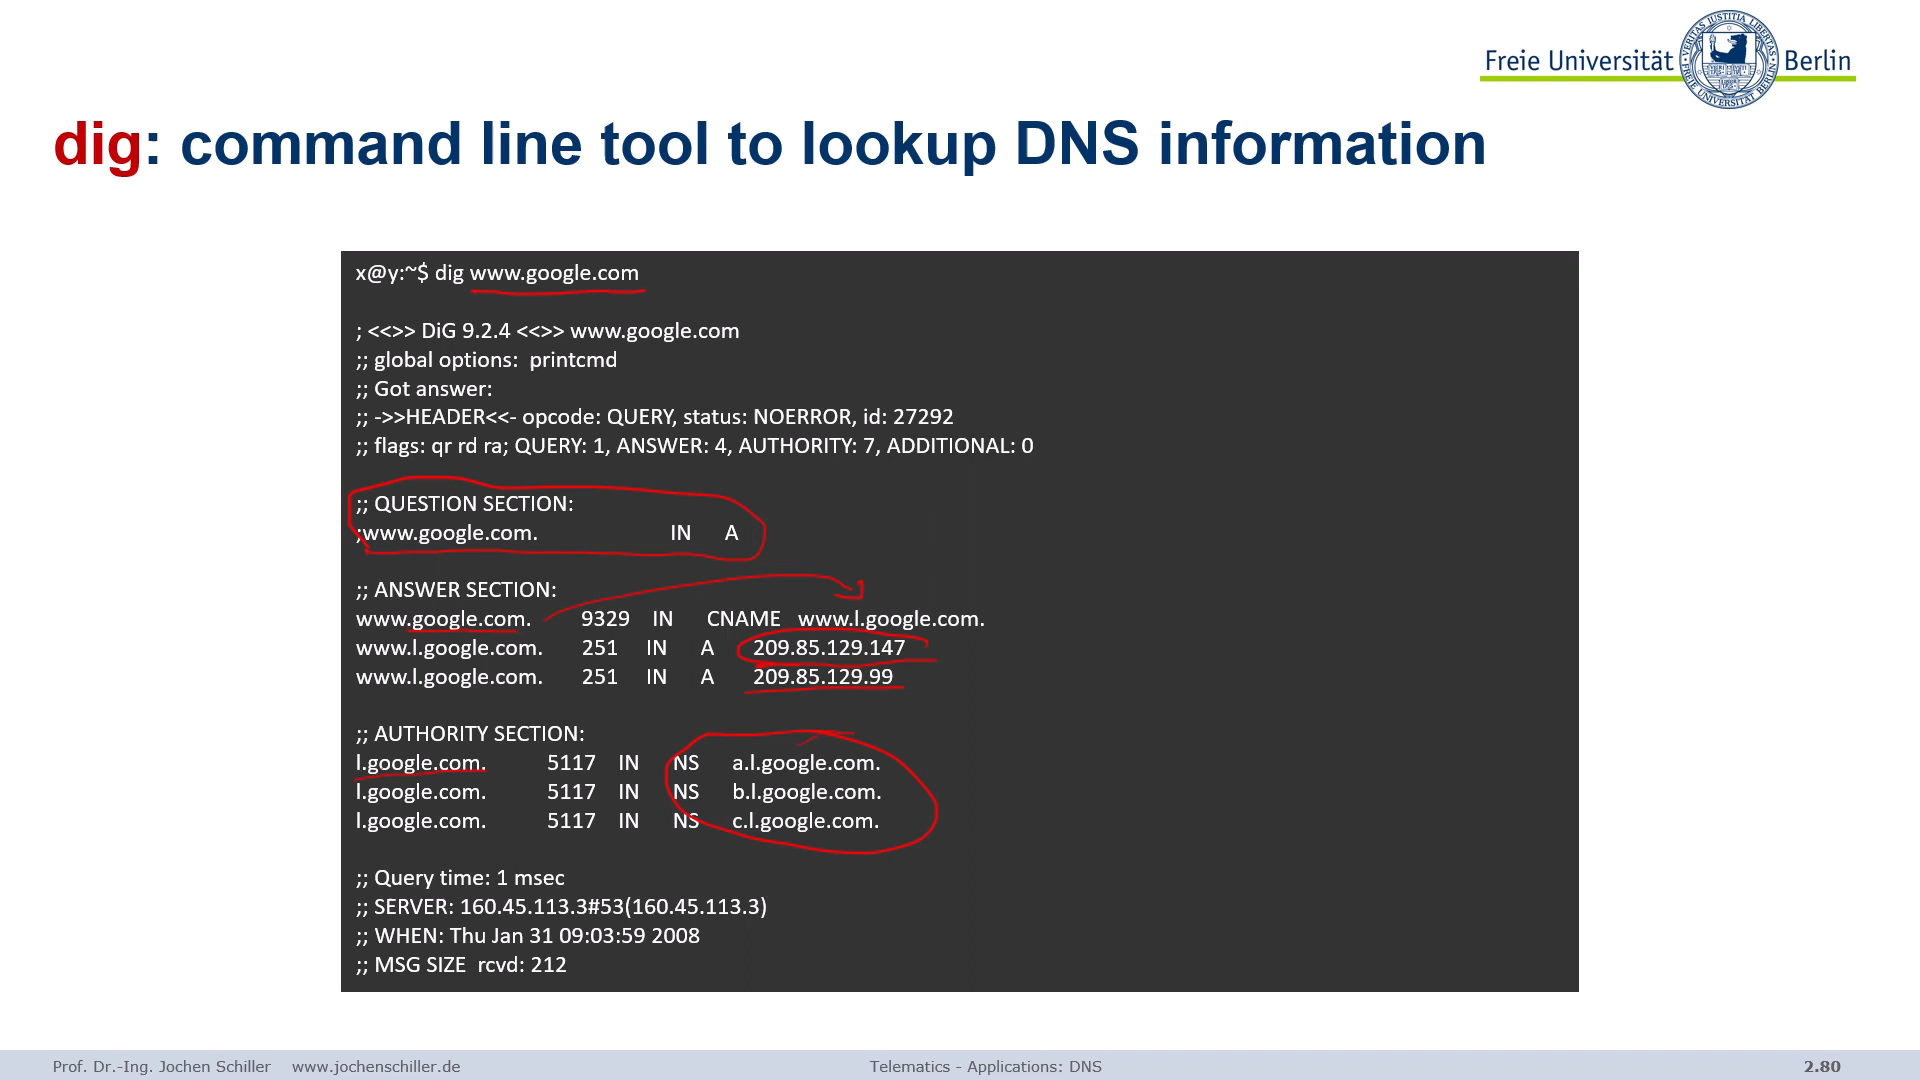 Freie Universität Berlin
dig: command line tool to lookup DNS information
x@y:~$ dig www.google.com
; <<>> DiG 9.2.4 <<>> www.google.com
;; global options:  printcmd
;; Got answer:
;; ->>HEADER<<- opcode: QUERY, status: NOERROR, id: 27292
;; flags: qr rd ra; QUERY: 1, ANSWER: 4, AUTHORITY: 7, ADDITIONAL: 0
;; QUESTION SECTION:
;www.google.com. IN A
;; ANSWER SECTION:
www.google.com. 9329 IN CNAME www.l.google.com.
www.l.google.com. 251 IN A 209.85.129.147
www.l.google.com. 251 IN A 209.85.129.99
;; AUTHORITY SECTION:
l.google.com. 5117 IN NS a.l.google.com.
l.google.com. 5117 IN NS b.l.google.com.
l.google.com. 5117 IN NS c.l.google.com.
;; Query time: 1 msec
;; SERVER: 160.45.113.3#53(160.45.113.3)
;; WHEN: Thu Jan 31 09:03:59 2008
;; MSG SIZE  rcvd: 212
Prof. Dr.-Ing. Jochen Schiller www.jochenschiller.de Telematics - Applications: DNS 2.80